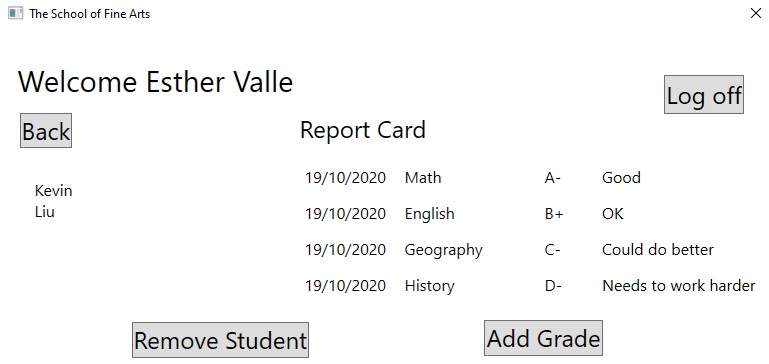 The School of Fine Arts
Welcome Esther Valle
Log off
Back
Report Card
Kevin
Liu
19/10/2020 Math A- Good
19/10/2020 English B+ OK
19/10/2020 Geography C- Could do better
19/10/2020 History D- Needs to work harder
Remove Student
Add Grade